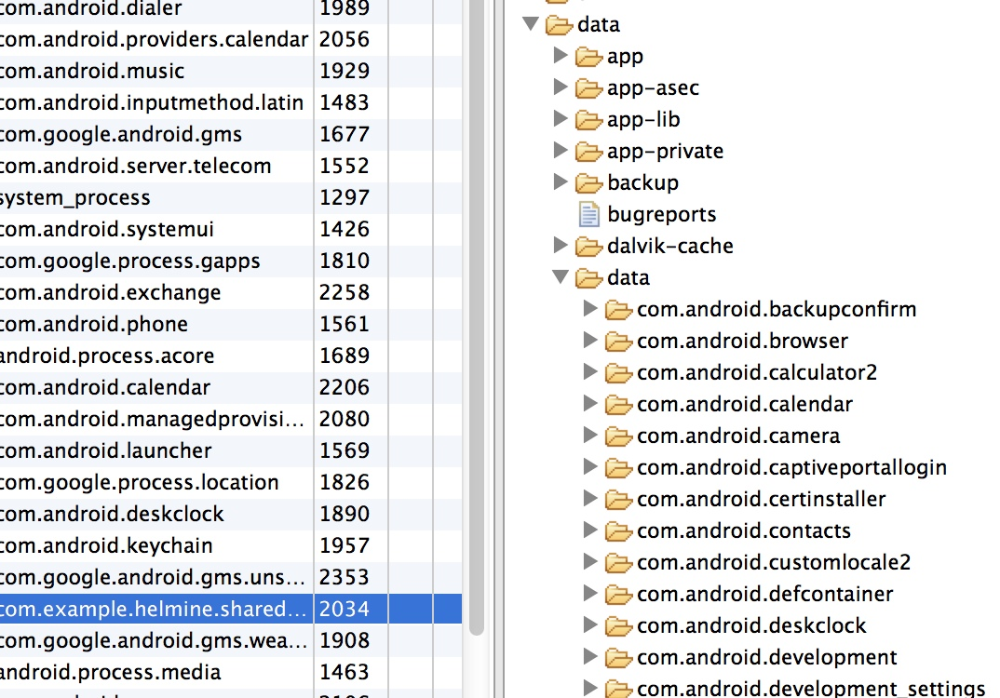 com.android.dialer 1989
com.android.providers.calendar 2056
com.android.music 1929
com.android.inputmethod.latin 1483
com.google.android.gms 1677
com.android.server.telecom 1552
system_process 1297
com.android.systemui 1426
com.google.process.gapps 1810
com.android.exchange 2258
com.android.phone 1561
android.process.acore 1689
com.android.calendar 2206
com.android.managedprovisi... 2080
com.android.launcher 1569
com.google.process.location 1826
com.android.deskclock 1890
com.android.keychain 1957
com.google.android.gms.uns... 2353
com.example.helmine.shared... 2034
com.google.android.gms.wea... 1908
android.process.media 1463
data
app
app-asec
app-lib
app-private
backup
bugreports
dalvik-cache
data
com.android.backupconfirm
com.android.browser
com.android.calculator2
com.android.calendar
com.android.camera
com.android.captiveportallogin
com.android.certinstaller
com.android.contacts
com.android.customlocale2
com.android.defcontainer
com.android.deskclock
com.android.development
com.android.development_settings